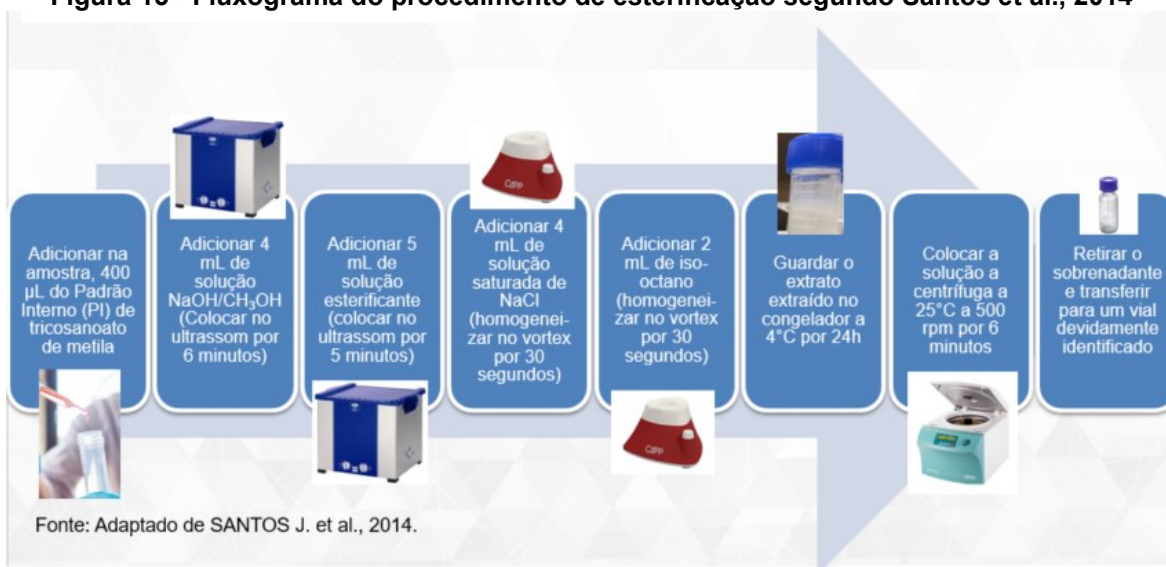 Figura 10 - Fluxograma do procedimento de esterificação segundo Santos et al., 2014
Adicionar na
amostra, 400
µL do Padrão
Interno (PI) de
tricosanoato
de metila
Adicionar 4
mL de
solução
NaOH/CH₃OH
(Colocar no
ultrassom por
6 minutos)
Adicionar 5
mL de
solução
esterificante
(colocar no
ultrassom por
5 minutos)
CAPP
Adicionar 4
mL de
solução
saturada de
NaCl
(homogenei-
zar no vortex
por 30
segundos)
Adicionar 2
mL de iso-
octano
(homogenei-
zar no vortex
por 30
segundos)
CAPP
Guardar o
extrato
extraído no
congelador a
4°C por 24h
Colocar a
solução a
centrífuga a
25°C a 500
rpm por 6
minutos
Retirar o
sobrenadante
e transferir
para um vial
devidamente
identificado
Fonte: Adaptado de SANTOS J. et al., 2014.